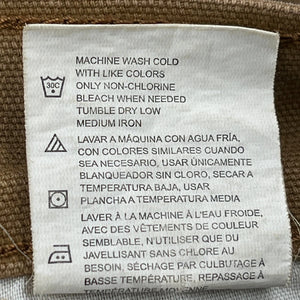 MACHINE WASH COLD
WITH LIKE COLORS
30C ONLY NON-CHLORINE
BLEACH WHEN NEEDED
TUMBLE DRY LOW
MEDIUM IRON
LAVAR A MÁQUINA CON AGUA FRÍA,
CON COLORES SIMILARES CUANDO
SEA NECESARIO, USAR ÚNICAMENTE
BLANQUEADOR SIN CLORO, SECAR A
TEMPERATURA BAJA, USAR
PLANCHA A TEMPERATURA MEDIA
LAVER À LA MACHINE À L'EAU FROIDE,
AVEC DES VÊTEMENTS DE COULEUR
SEMBLABLE, N'UTILISER QUE DU
JAVELLISANT SANS CHLORE AU
BESOIN, SÉCHAGE PAR CULBUTAGE À
BASSE TEMPÉRATURE, REPASSAGE À
TEMPÉRATURE MOYENNE